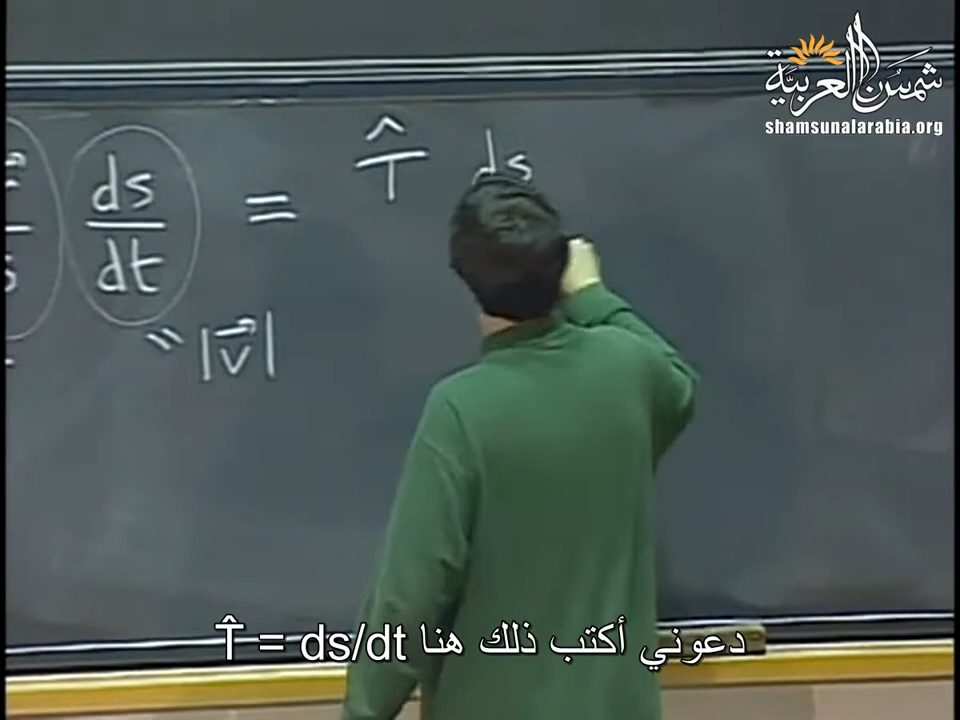 شمس العربية
shamsunalarabia.org
ds
dt
= T̂ ds
" |v⃗|
دعوني أكتب ذلك هنا T̂ = ds/dt